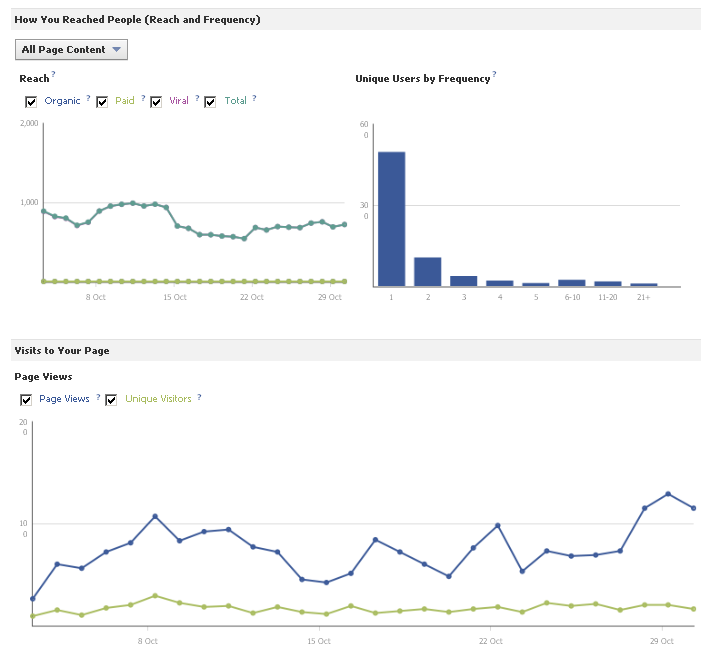 How You Reached People (Reach and Frequency)
All Page Content
Reach ?
Unique Users by Frequency ?
Organic ? Paid ? Viral ? Total ?
2,000
1,000
8 Oct 15 Oct 22 Oct 29 Oct
60
0
30
0
1 2 3 4 5 6-10 11-20 21+
Visits to Your Page
Page Views
Page Views ? Unique Visitors ?
20
0
10
0
8 Oct 15 Oct 22 Oct 29 Oct